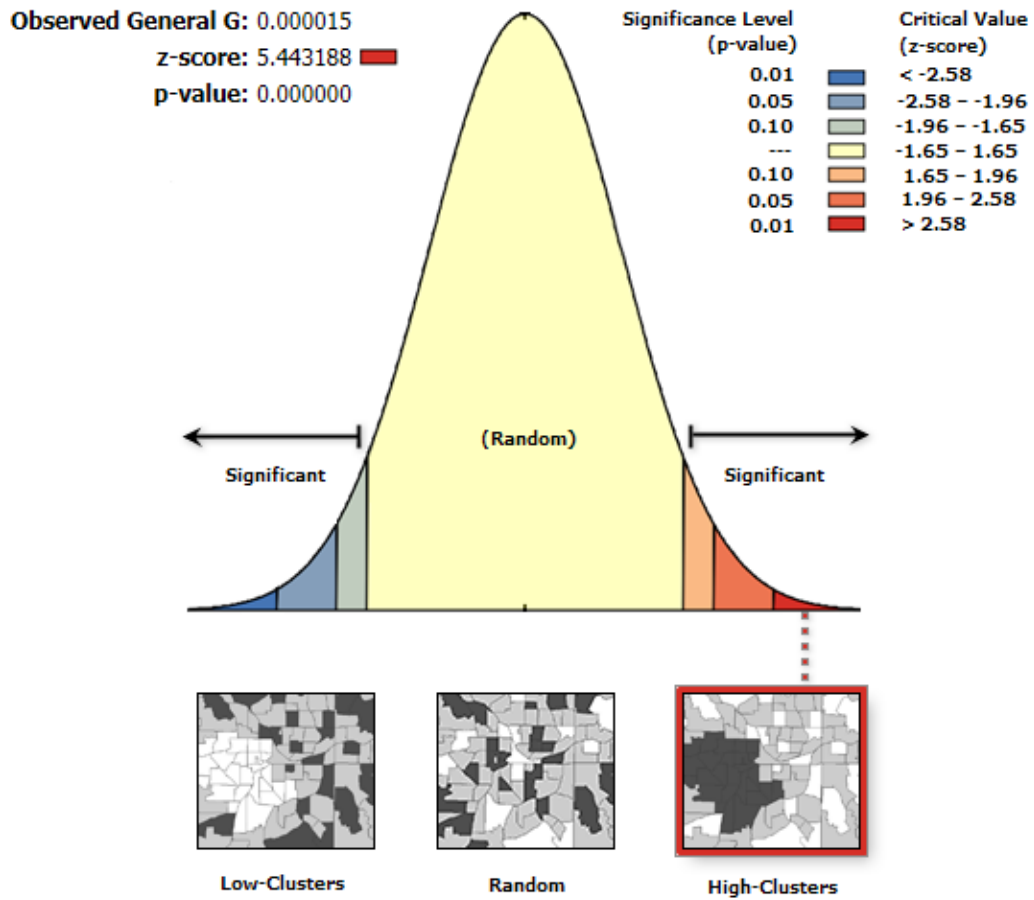 Observed General G: 0.000015
z-score: 5.443188
p-value: 0.000000
Significance Level
(p-value)
Critical Value
(z-score)
0.01 < -2.58
0.05 -2.58 – -1.96
0.10 -1.96 – -1.65
--- -1.65 – 1.65
0.10 1.65 – 1.96
0.05 1.96 – 2.58
0.01 > 2.58
(Random)
Significant
Significant
Low-Clusters
Random
High-Clusters